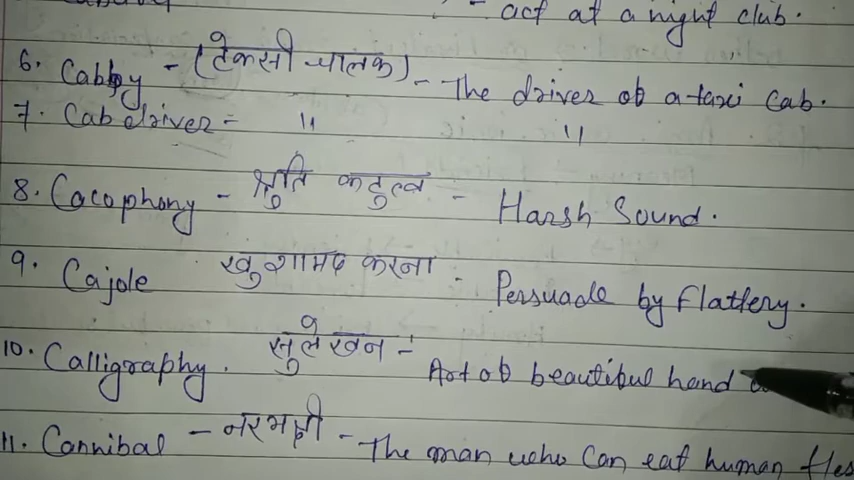 - act at a night club.
6. Cabby - (टेकसी चालक) - The driver of a taxi cab.
7. Cab driver = " "
8. Cacophony - श्रुति कटुत्व - Harsh Sound.
9. Cajole खुशामद करना - Persuade by flattery.
10. Calligraphy. सुलेखन - Art of beautiful hand
11. Cannibal - नरभक्षी - The man who can eat human fles